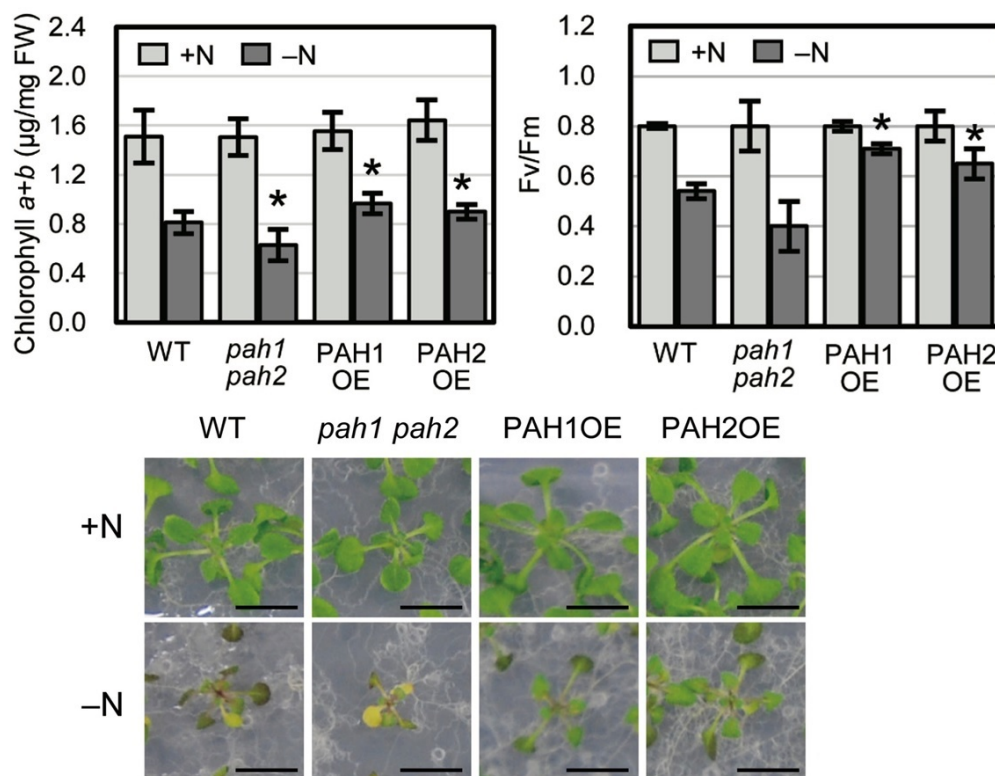 Chlorophyll a+b (µg/mg FW)
2.4
2.0
1.6
1.2
0.8
0.4
0.0
+N
–N
*
*
*
WT
pah1
pah2
PAH1
OE
PAH2
OE
Fv/Fm
1.2
1.0
0.8
0.6
0.4
0.2
0.0
+N
–N
*
*
WT
pah1
pah2
PAH1
OE
PAH2
OE
WT
pah1 pah2
PAH1OE
PAH2OE
+N
–N